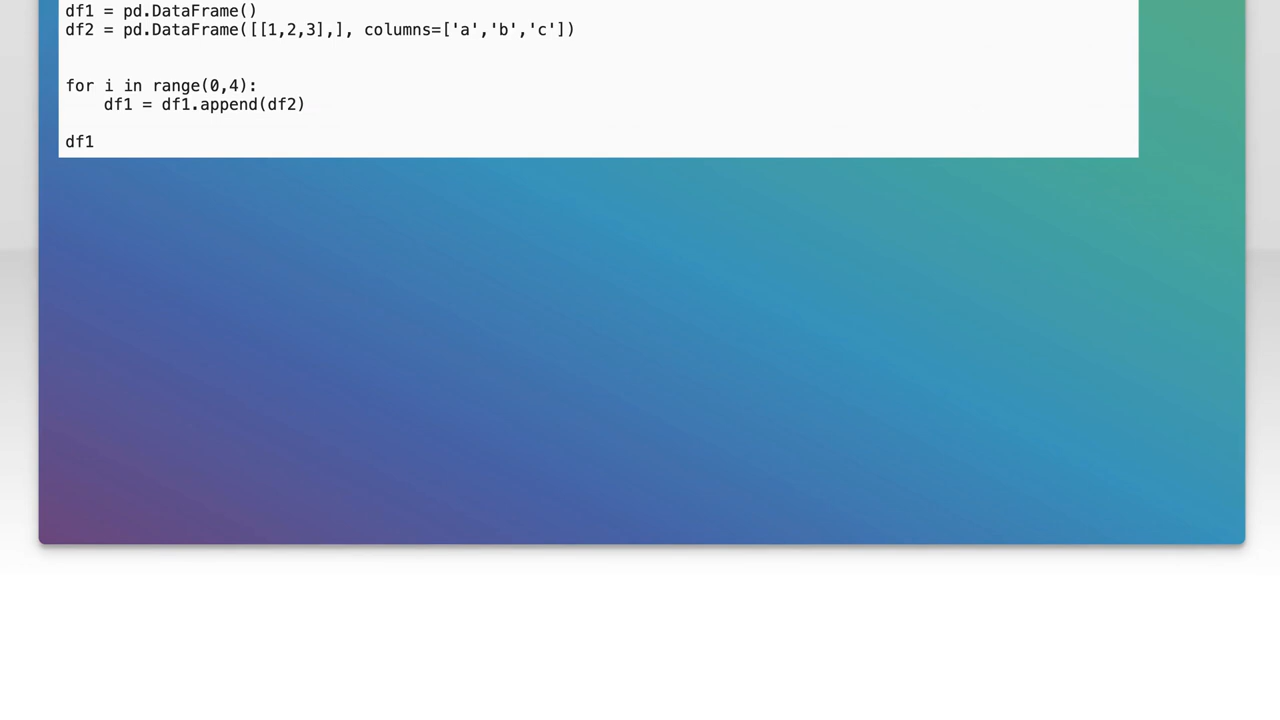 df1 = pd.DataFrame()
df2 = pd.DataFrame([[1,2,3],], columns=['a','b','c'])
for i in range(0,4):
    df1 = df1.append(df2)
df1